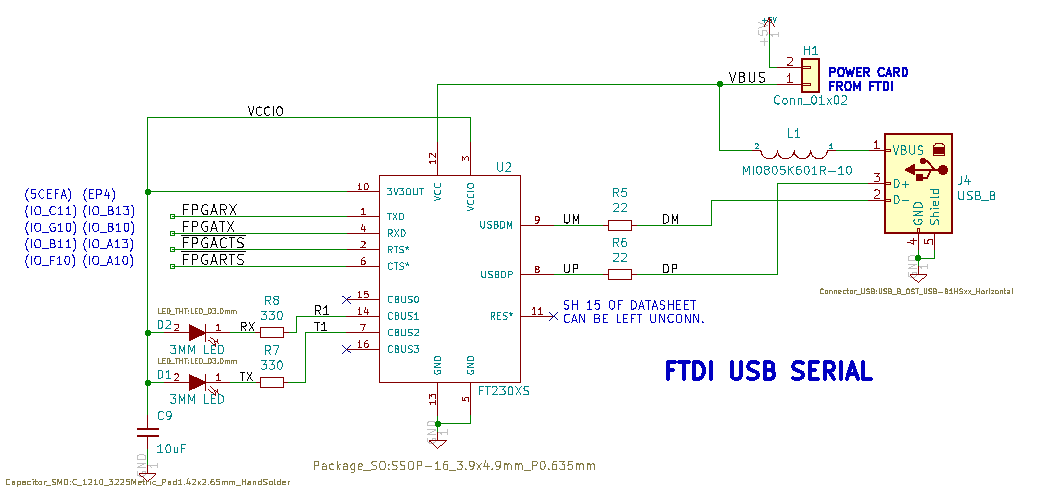 +5V
+5V
1
H1
2
1
VBUS
POWER CARD
FROM FTDI
Conn_01x02
VCCIO
L1
2
1
MI0805K601R-10
1
VBUS
3
D+
2
D-
GND
Shield
4
5
J4
USB_B
GND
1
Connector_USB:USB_B_OST_USB-B1HSxx_Horizontal
12
3
U2
VCC
VCCIO
(5CEFA) (EP4)
(IO_C11) (IO_B13)
(IO_G10) (IO_B10)
(IO_B11) (IO_A13)
(IO_F10) (IO_A10)
FPGARX
FPGATX
FPGACTS
FPGARTS
10
3V3OUT
1
TXD
4
RXD
2
RTS*
6
CTS*
15
CBUS0
14
CBUS1
7
CBUS2
16
CBUS3
USBDM
9
UM
R5
22
DM
USBDP
8
UP
R6
22
DP
RES*
11
SH 15 OF DATASHEET
CAN BE LEFT UNCONN.
LED_THT:LED_D3.0mm
D2
2
1
RX
3MM LED
R8
330
R1
T1
LED_THT:LED_D3.0mm
D1
2
1
TX
3MM LED
R7
330
GND
GND
13
5
FT230XS
FTDI USB SERIAL
C9
10uF
GND
1
GND
1
Package_SO:SSOP-16_3.9x4.9mm_P0.635mm
Capacitor_SMD:C_1210_3225Metric_Pad1.42x2.65mm_HandSolder